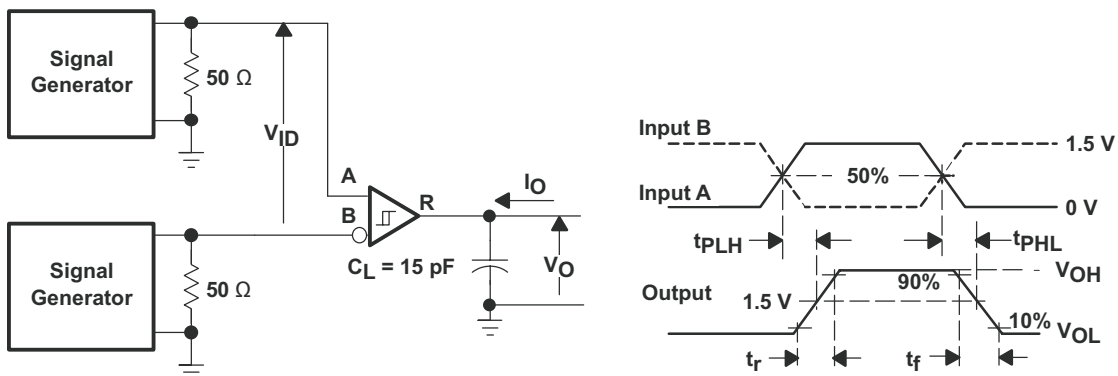 Signal
Generator
50 Ω
VID
A
B
R
IO
Signal
Generator
50 Ω
CL = 15 pF
VO
Input B
1.5 V
50%
Input A
0 V
tPLH
tPHL
VOH
90%
Output
1.5 V
10%
VOL
tr
tf